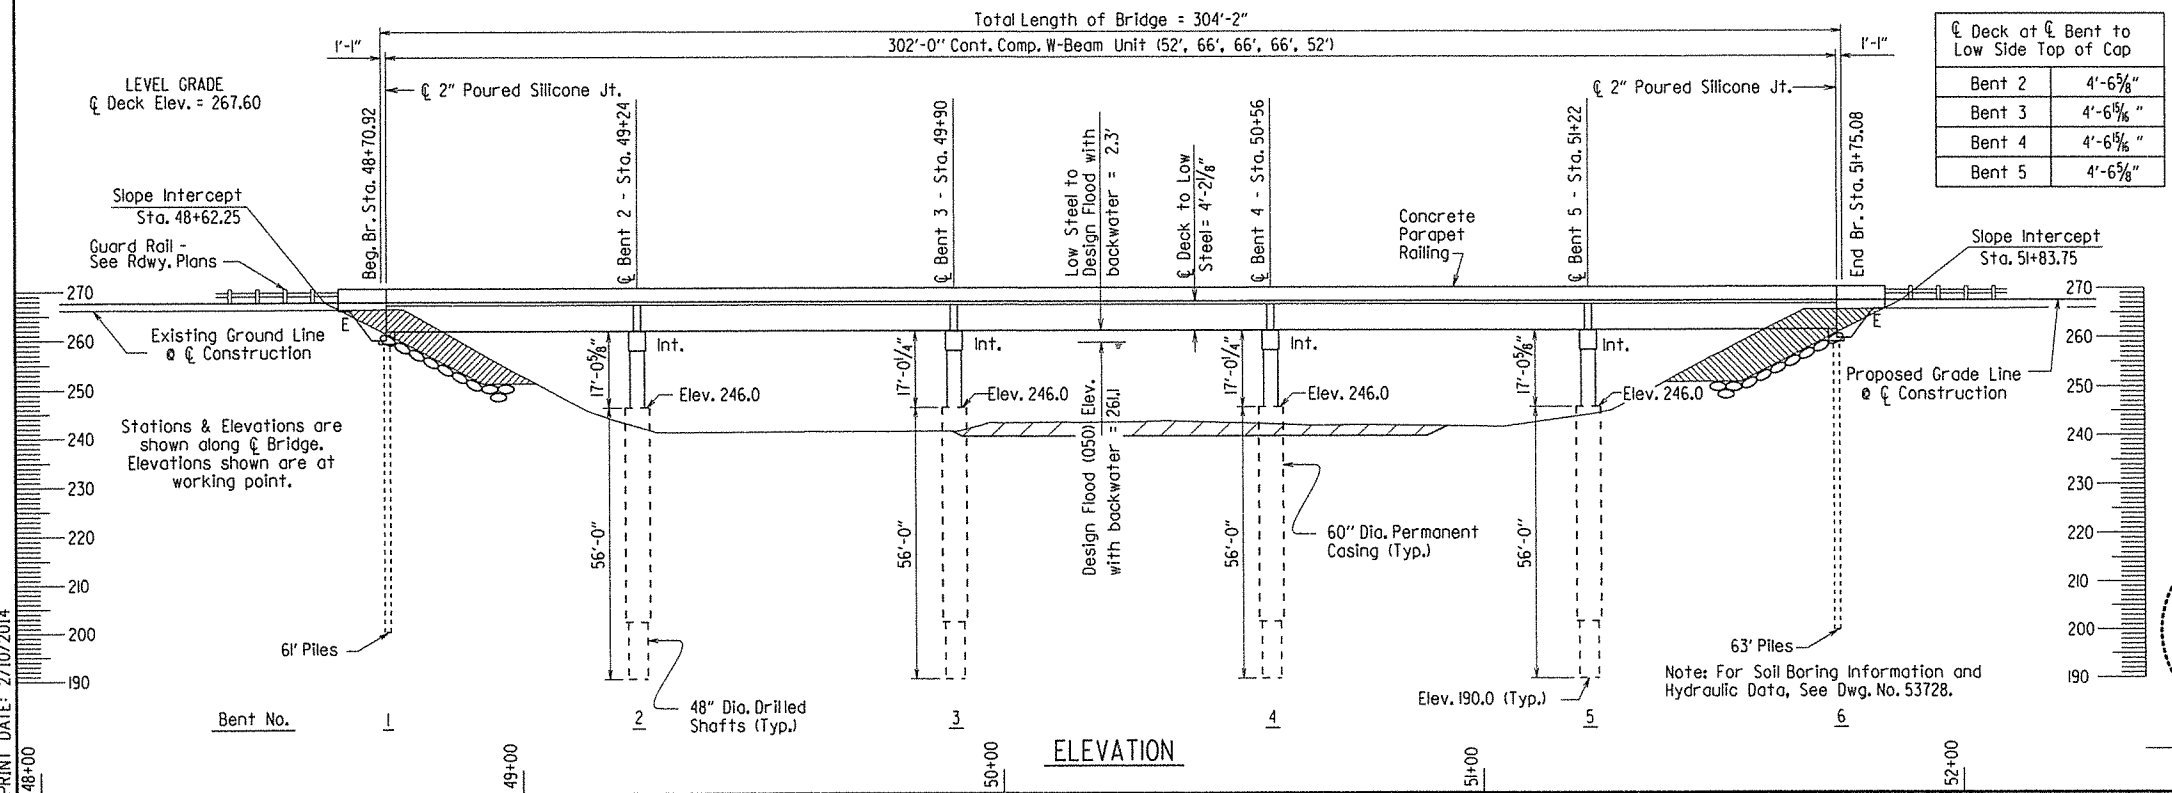 Total Length of Bridge = 304'-2"
1'-1"
302'-0" Cont. Comp. W-Beam Unit (52', 66', 66', 66', 52')
1'-1"
℄ Deck at ℄ Bent to
Low Side Top of Cap
Bent 2 4'-6⅝"
Bent 3 4'-6 15/16"
Bent 4 4'-6 15/16"
Bent 5 4'-6⅝"
LEVEL GRADE
℄ Deck Elev. = 267.60
℄ 2" Poured Silicone Jt.
℄ 2" Poured Silicone Jt.
Beg. Br. Sta. 48+70.92
℄ Bent 2 - Sta. 49+24
℄ Bent 3 - Sta. 49+90
Low Steel to
Design Flood with
backwater = 2.3'
℄ Deck to Low
Steel = 4'-2⅛"
℄ Bent 4 - Sta. 50+56
℄ Bent 5 - Sta. 51+22
End Br. Sta. 51+75.08
Slope Intercept
Sta. 48+62.25
Guard Rail -
See Rdwy. Plans
Concrete
Parapet
Railing
Slope Intercept
Sta. 51+83.75
270
260
250
240
230
220
210
200
190
270
260
250
240
230
220
210
200
190
E
E
Existing Ground Line
@ ℄ Construction
Int.
Int.
Int.
Int.
17'-0⅝"
17'-0¼"
17'-0¼"
17'-0⅝"
Elev. 246.0
Elev. 246.0
Elev. 246.0
Elev. 246.0
Proposed Grade Line
@ ℄ Construction
Stations & Elevations are
shown along ℄ Bridge.
Elevations shown are at
working point.
Design Flood (Q50) Elev.
with backwater = 261.1
56'-0"
56'-0"
56'-0"
56'-0"
60" Dia. Permanent
Casing (Typ.)
61' Piles
63' Piles
48" Dia. Drilled
Shafts (Typ.)
Elev. 190.0 (Typ.)
Note: For Soil Boring Information and
Hydraulic Data, See Dwg. No. 53728.
Bent No. 1 2 3 4 5 6
ELEVATION
48+00
49+00
50+00
51+00
52+00
PRINT DATE: 2/10/2014